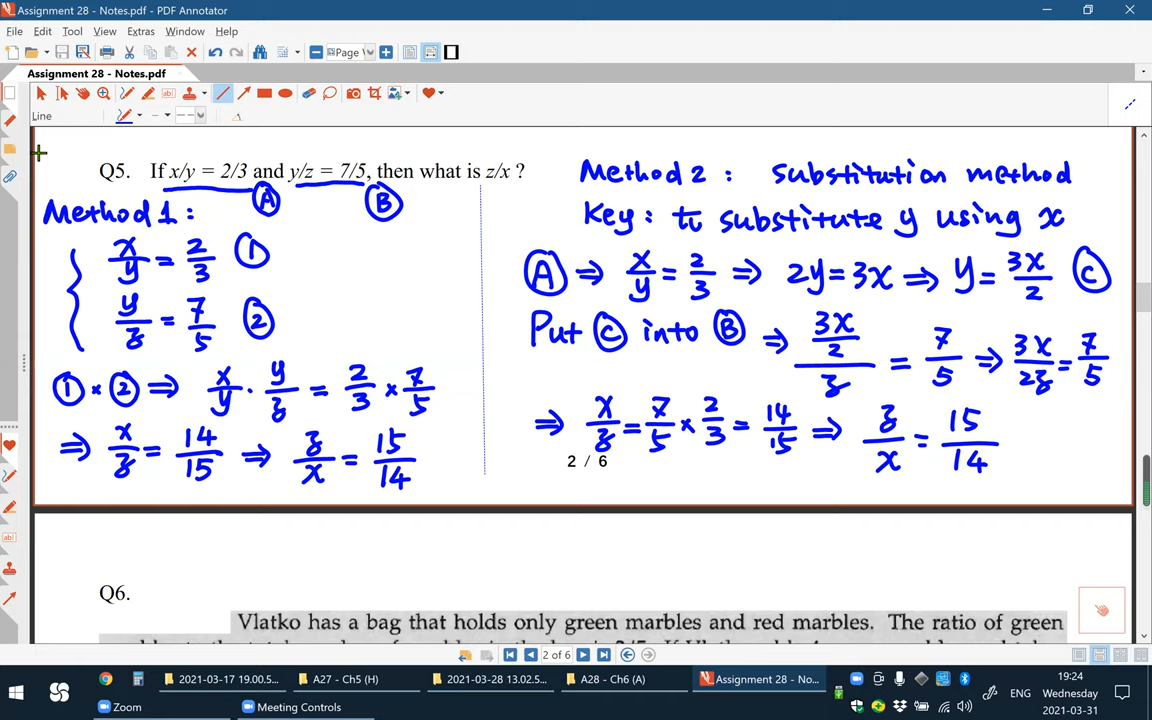 Assignment 28 - Notes.pdf - PDF Annotator
File Edit Tool View Extras Window Help
Page W
Assignment 28 - Notes.pdf
Line
Q5. If x/y = 2/3 and y/z = 7/5, then what is z/x ?
A B
Method 1 :
x/y = 2/3 ①
y/z = 7/5 ②
① × ② ⇒ x/y · y/z = 2/3 × 7/5
⇒ x/z = 14/15 ⇒ z/x = 15/14
Method 2 : substitution method
Key : to substitute y using x
Ⓐ ⇒ x/y = 2/3 ⇒ 2y = 3x ⇒ y = 3x/2 Ⓒ
Put Ⓒ into Ⓑ ⇒ (3x/2)/z = 7/5 ⇒ 3x/2z = 7/5
⇒ x/z = 7/5 × 2/3 = 14/15 ⇒ z/x = 15/14
2 / 6
Q6.
Vlatko has a bag that holds only green marbles and red marbles. The ratio of green
2 of 6
2021-03-17 19.00.5...
A27 - Ch5 (H)
2021-03-28 13.02.5...
A28 - Ch6 (A)
Assignment 28 - No...
Zoom
Meeting Controls
ENG
19:24
Wednesday
2021-03-31